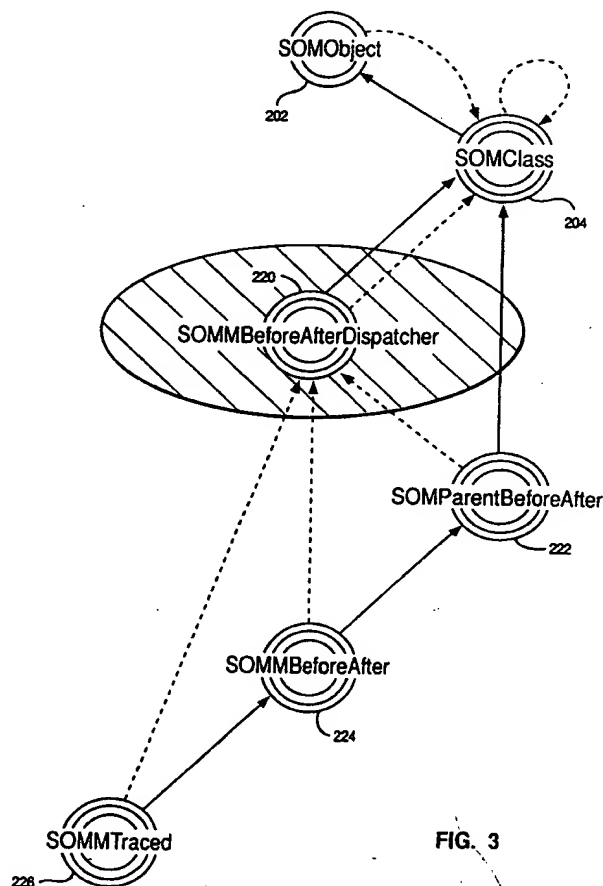 SOMObject
202
SOMClass
204
220
SOMMBeforeAfterDispatcher
SOMParentBeforeAfter
222
SOMMBeforeAfter
224
SOMMTraced
226
FIG. 3